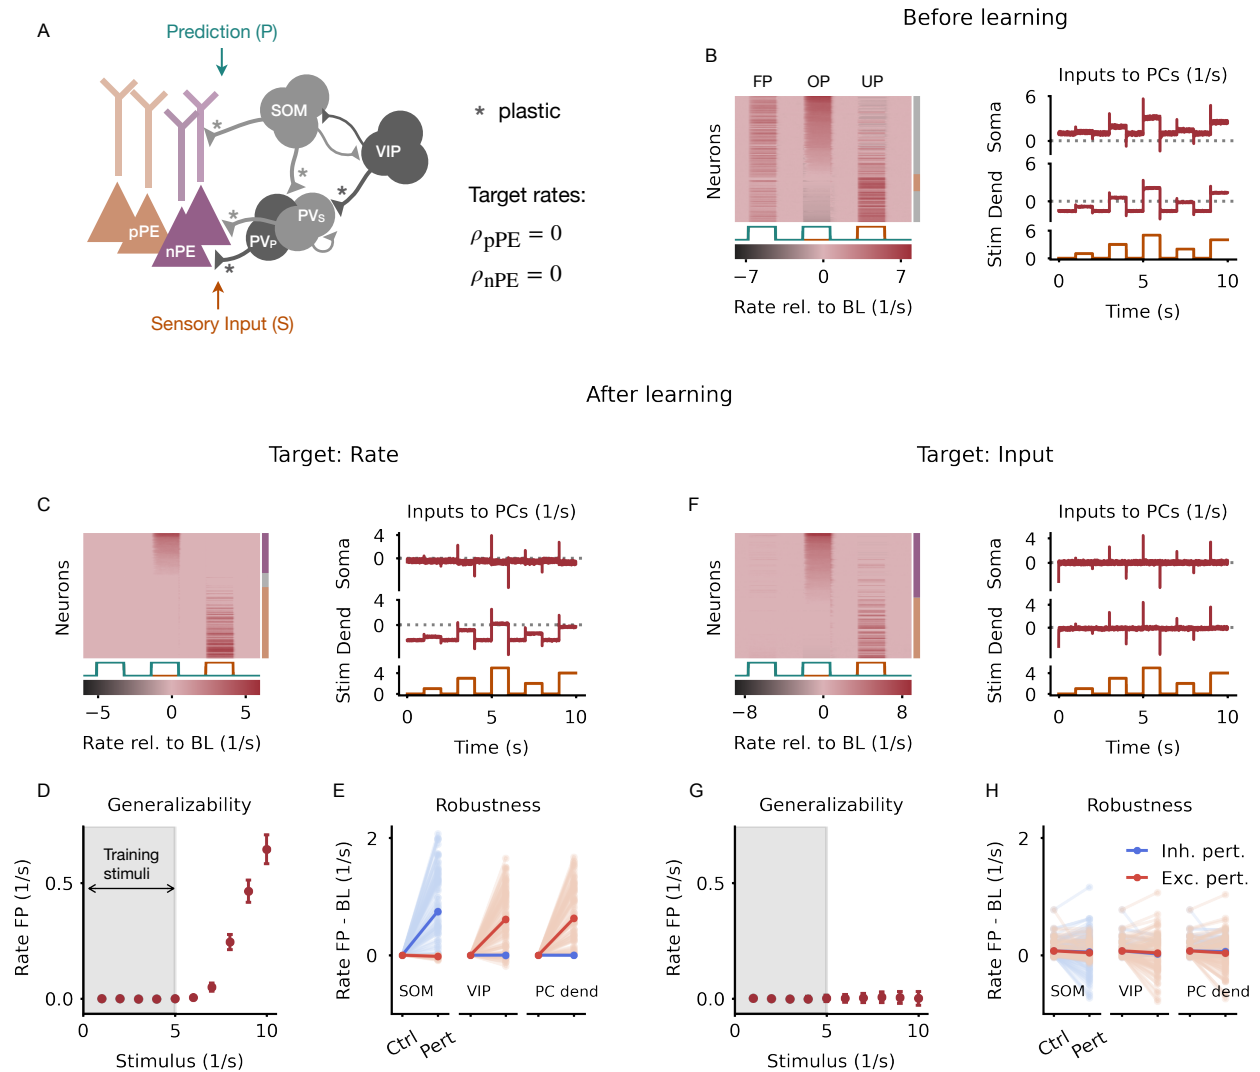 A
Prediction (P)
SOM
VIP
* plastic
*
*
*
*
*
pPE
nPE
PVS
PVP
Target rates:
ρpPE = 0
ρnPE = 0
Sensory Input (S)
Before learning
B
FP OP UP
Neurons
−7 0 7
Rate rel. to BL (1/s)
Inputs to PCs (1/s)
Soma
6
0
Dend
6
0
Stim
6
0
0 5 10
Time (s)
After learning
Target: Rate
Target: Input
C
Neurons
−5 0 5
Rate rel. to BL (1/s)
Inputs to PCs (1/s)
Soma
4
0
Dend
4
0
Stim
4
0
0 5 10
Time (s)
F
Neurons
−8 0 8
Rate rel. to BL (1/s)
Inputs to PCs (1/s)
Soma
4
0
Dend
4
0
Stim
4
0
0 5 10
Time (s)
D
Generalizability
Training
stimuli
Rate FP (1/s)
0.5
0.0
0 5 10
Stimulus (1/s)
E
Robustness
Rate FP - BL (1/s)
2
0
SOM VIP PC dend
Ctrl Pert
G
Generalizability
Rate FP (1/s)
0.5
0.0
0 5 10
Stimulus (1/s)
H
Robustness
Rate FP - BL (1/s)
2
0
Inh. pert.
Exc. pert.
SOM VIP PC dend
Ctrl Pert